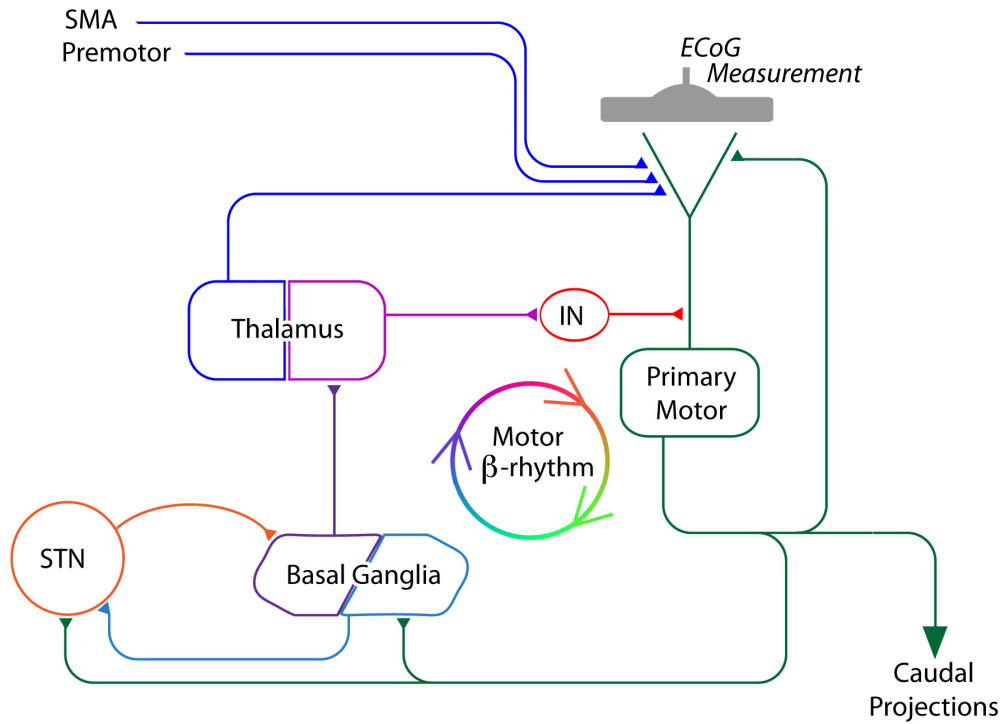 SMA
Premotor
ECoG
Measurement
Thalamus
IN
Primary
Motor
Motor
β-rhythm
STN
Basal Ganglia
Caudal
Projections